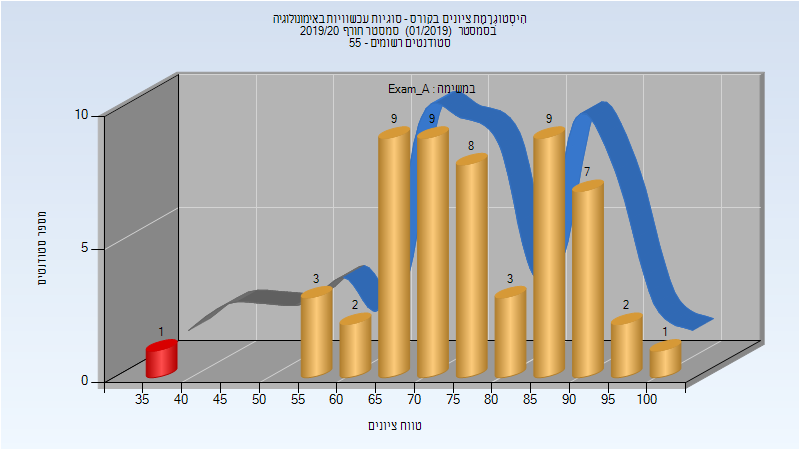 היסטוגרמת ציונים בקורס - סוגיות עכשוויות באימונולוגיה
בסמסטר (01/2019) סמסטר חורף 2019/20
סטודנטים רשומים - 55
במשימה : Exam_A
מספר סטודנטים
10
5
0
1
3
2
9
9
8
3
9
7
2
1
35 40 45 50 55 60 65 70 75 80 85 90 95 100
טווח ציונים